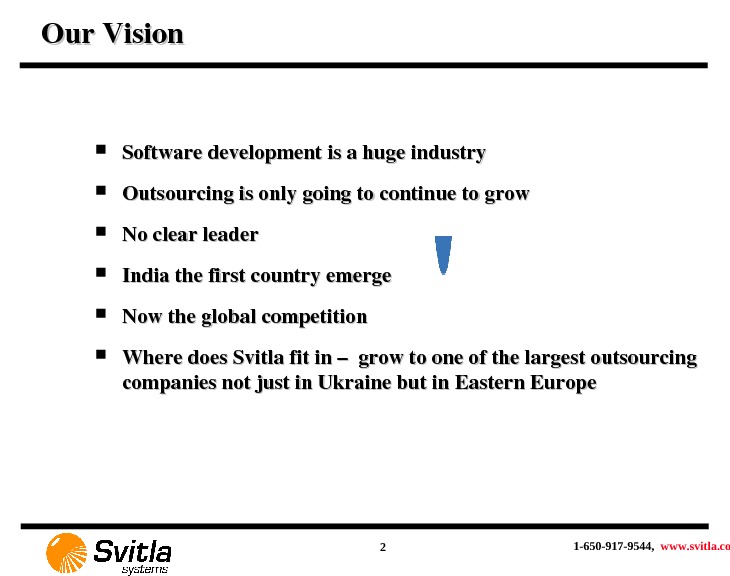 Our Vision
Software development is a huge industry
Outsourcing is only going to continue to grow
No clear leader
India the first country emerge
Now the global competition
Where does Svitla fit in – grow to one of the largest outsourcing
companies not just in Ukraine but in Eastern Europe
Svitla
systems
2
1-650-917-9544, www.svitla.co